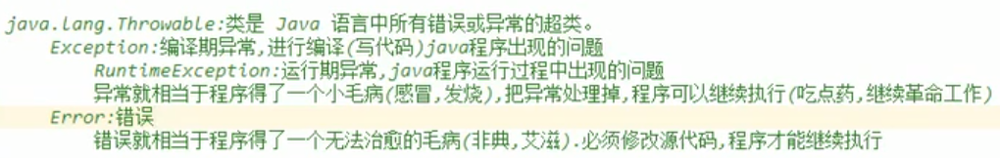 java.lang.Throwable:类是 Java 语言中所有错误或异常的超类。
Exception:编译期异常,进行编译(写代码)java程序出现的问题
RuntimeException:运行期异常,java程序运行过程中出现的问题
异常就相当于程序得了一个小毛病(感冒,发烧),把异常处理掉,程序可以继续执行(吃点药,继续革命工作)
Error:错误
错误就相当于程序得了一个无法治愈的毛病(非典,艾滋).必须修改源代码,程序才能继续执行